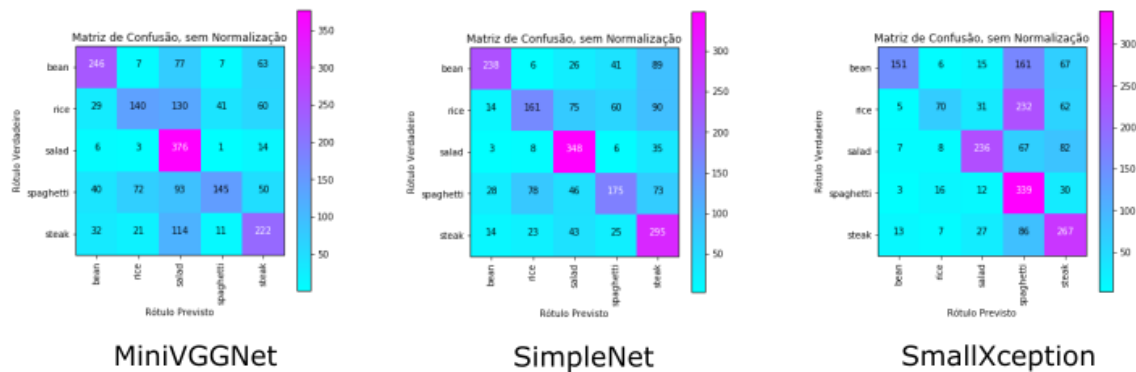 Matriz de Confusão, sem Normalização
bean 246 7 77 7 63
rice 29 140 130 41 60
salad 6 3 376 1 14
spaghetti 40 72 93 145 50
steak 32 21 114 11 222
bean rice salad spaghetti steak
Rótulo Verdadeiro
Rótulo Previsto
350
300
250
200
150
100
50
MiniVGGNet
Matriz de Confusão, sem Normalização
bean 238 6 26 41 89
rice 14 161 75 60 90
salad 3 8 348 6 35
spaghetti 28 78 46 175 73
steak 14 23 43 25 295
bean rice salad spaghetti steak
Rótulo Verdadeiro
Rótulo Previsto
300
250
200
150
100
50
SimpleNet
Matriz de Confusão, sem Normalização
bean 151 6 15 161 67
rice 5 70 31 232 62
salad 7 8 236 67 82
spaghetti 3 16 12 339 30
steak 13 7 27 86 267
bean rice salad spaghetti steak
Rótulo Verdadeiro
Rótulo Previsto
300
250
200
150
100
50
SmallXception